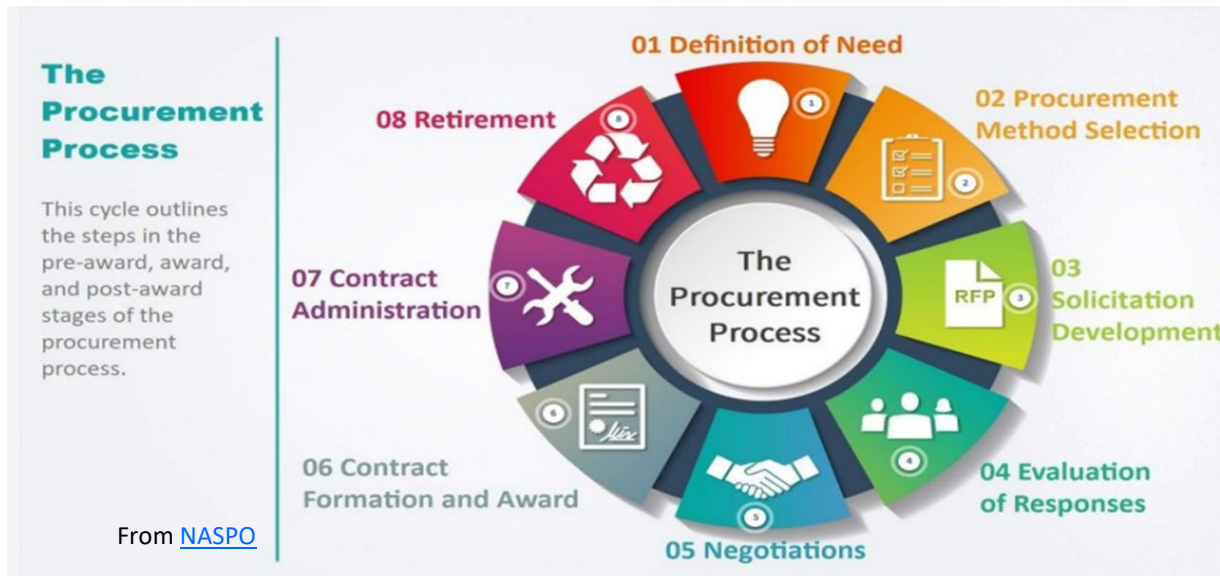 The
Procurement
Process
This cycle outlines
the steps in the
pre-award, award,
and post-award
stages of the
procurement
process.
From NASPO
01 Definition of Need
1
02 Procurement
Method Selection
2
03
Solicitation
Development
RFP
3
04 Evaluation
of Responses
4
05 Negotiations
5
06 Contract
Formation and Award
6
07 Contract
Administration
7
08 Retirement
8
The
Procurement
Process